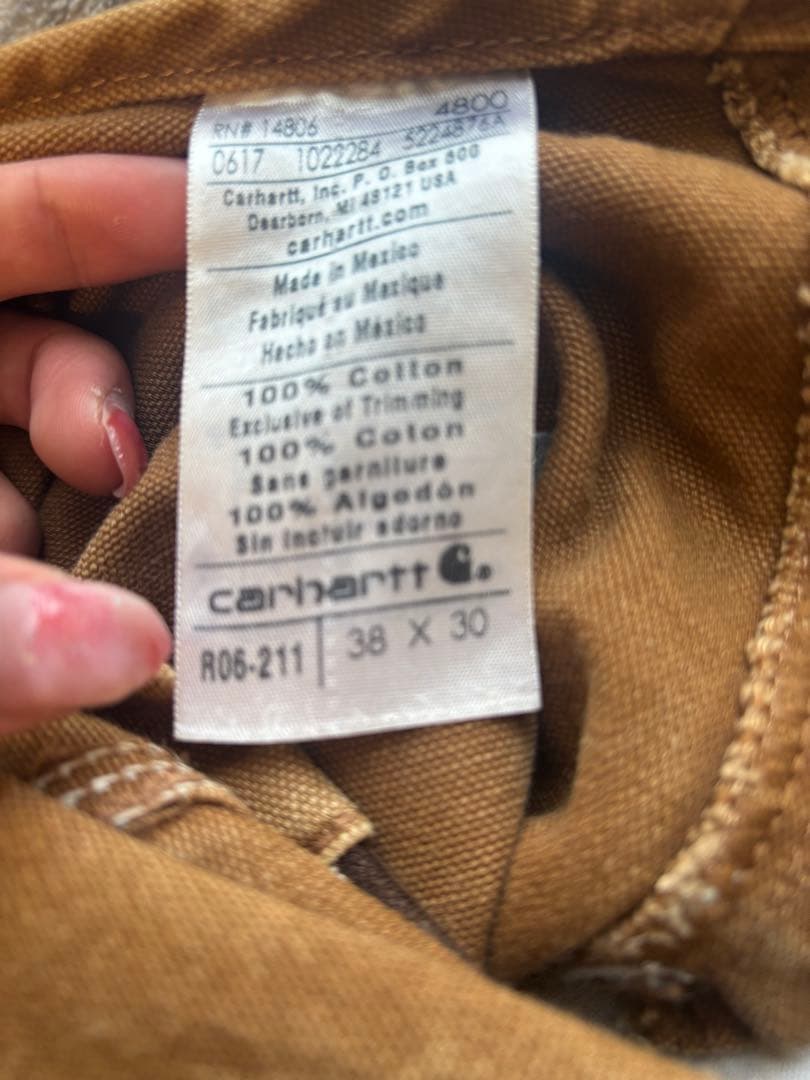 4800
RN# 14806
0617 1022284 5224876A
Carhartt, Inc. P. O. Box 600
Dearborn, MI 48121 USA
carhartt.com
Made in Mexico
Fabriqué au Mexique
Hecho en México
100% Cotton
Exclusive of Trimming
100% Coton
Sans garniture
100% Algodón
Sin incluir adorno
carhartt
R06-211 38 X 30